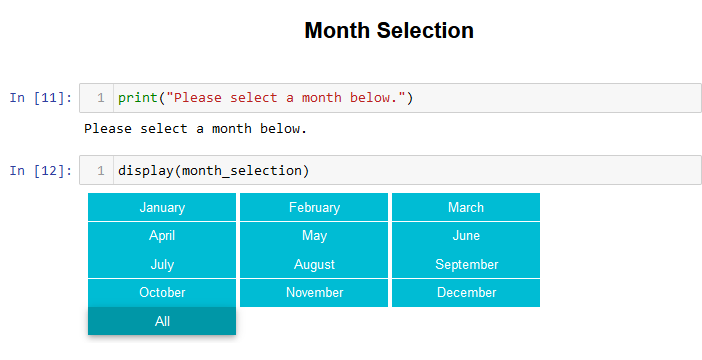 Month Selection
In [11]: 1 print("Please select a month below.")
Please select a month below.
In [12]: 1 display(month_selection)
January February March
April May June
July August September
October November December
All